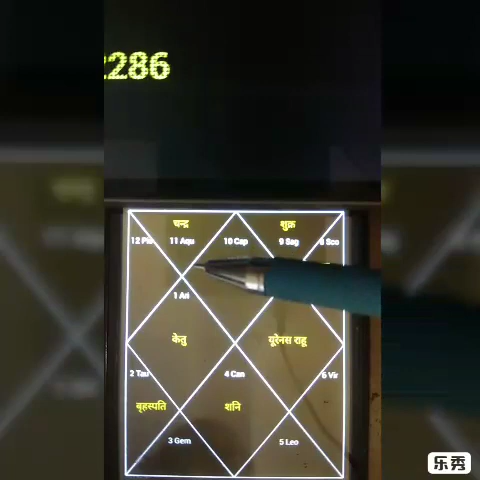 2286
चन्द्र
शुक्र
12 Pis
11 Aqu
10 Cap
9 Sag
8 Sco
1 Ari
केतु
यूरेनस राहू
2 Tau
4 Can
6 Vir
बृहस्पति
शनि
3 Gem
5 Leo
乐秀